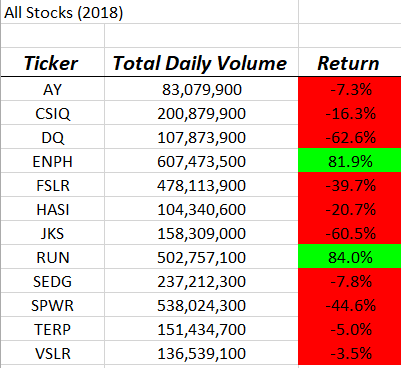 All Stocks (2018)
Ticker Total Daily Volume Return
AY 83,079,900 -7.3%
CSIQ 200,879,900 -16.3%
DQ 107,873,900 -62.6%
ENPH 607,473,500 81.9%
FSLR 478,113,900 -39.7%
HASI 104,340,600 -20.7%
JKS 158,309,000 -60.5%
RUN 502,757,100 84.0%
SEDG 237,212,300 -7.8%
SPWR 538,024,300 -44.6%
TERP 151,434,700 -5.0%
VSLR 136,539,100 -3.5%